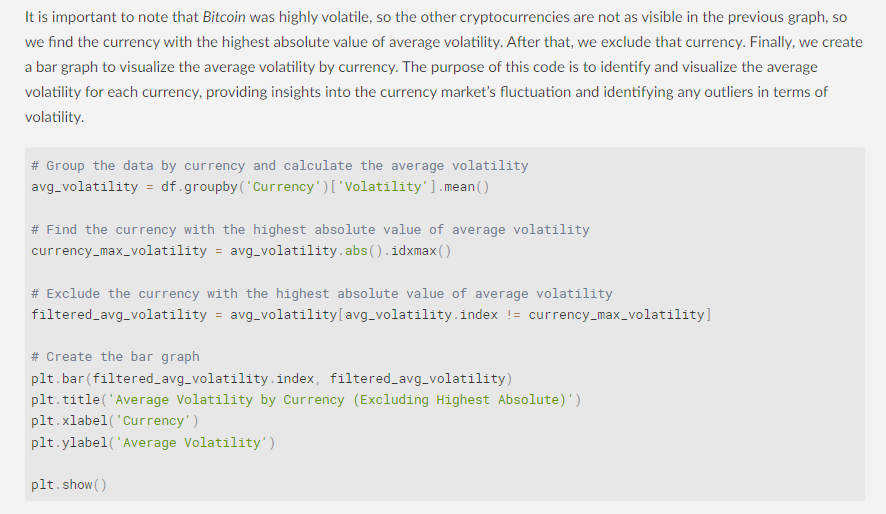 It is important to note that Bitcoin was highly volatile, so the other cryptocurrencies are not as visible in the previous graph, so
we find the currency with the highest absolute value of average volatility. After that, we exclude that currency. Finally, we create
a bar graph to visualize the average volatility by currency. The purpose of this code is to identify and visualize the average
volatility for each currency, providing insights into the currency market's fluctuation and identifying any outliers in terms of
volatility.
# Group the data by currency and calculate the average volatility
avg_volatility = df.groupby('Currency')['Volatility'].mean()
# Find the currency with the highest absolute value of average volatility
currency_max_volatility = avg_volatility.abs().idxmax()
# Exclude the currency with the highest absolute value of average volatility
filtered_avg_volatility = avg_volatility[avg_volatility.index != currency_max_volatility]
# Create the bar graph
plt.bar(filtered_avg_volatility.index, filtered_avg_volatility)
plt.title('Average Volatility by Currency (Excluding Highest Absolute)')
plt.xlabel('Currency')
plt.ylabel('Average Volatility')
plt.show()